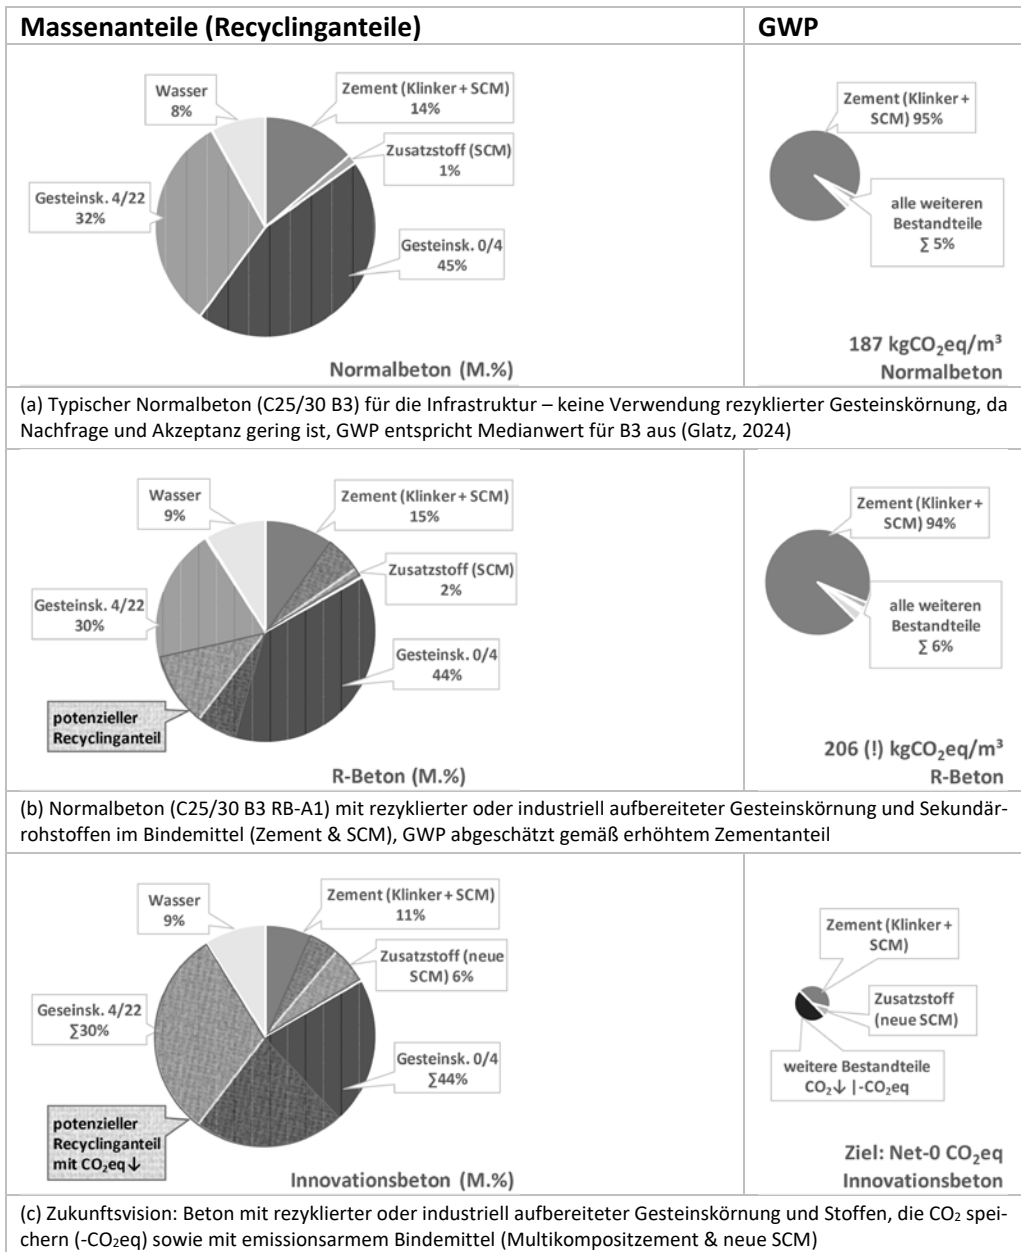 Massenanteile (Recyclinganteile)
GWP
Wasser
8%
Zement (Klinker + SCM)
14%
Zusatzstoff (SCM)
1%
Gesteinsk. 4/22
32%
Gesteinsk. 0/4
45%
Normalbeton (M.%)
Zement (Klinker +
SCM) 95%
alle weiteren
Bestandteile
∑ 5%
187 kgCO₂eq/m³
Normalbeton
(a) Typischer Normalbeton (C25/30 B3) für die Infrastruktur – keine Verwendung rezyklierter Gesteinskörnung, da
Nachfrage und Akzeptanz gering ist, GWP entspricht Medianwert für B3 aus (Glatz, 2024)
Wasser
9%
Zement (Klinker + SCM)
15%
Zusatzstoff (SCM)
2%
Gesteinsk. 4/22
30%
Gesteinsk. 0/4
44%
potenzieller
Recyclinganteil
R-Beton (M.%)
Zement (Klinker +
SCM) 94%
alle weiteren
Bestandteile
∑ 6%
206 (!) kgCO₂eq/m³
R-Beton
(b) Normalbeton (C25/30 B3 RB-A1) mit rezyklierter oder industriell aufbereiteter Gesteinskörnung und Sekundär-
rohstoffen im Bindemittel (Zement & SCM), GWP abgeschätzt gemäß erhöhtem Zementanteil
Wasser
9%
Zement (Klinker + SCM)
11%
Zusatzstoff (neue
SCM) 6%
Geseinsk. 4/22
∑30%
Gesteinsk. 0/4
∑44%
potenzieller
Recyclinganteil
mit CO₂eq↓
Innovationsbeton (M.%)
Zement (Klinker +
SCM)
Zusatzstoff
(neue SCM)
weitere Bestandteile
CO₂↓ |-CO₂eq
Ziel: Net-0 CO₂eq
Innovationsbeton
(c) Zukunftsvision: Beton mit rezyklierter oder industriell aufbereiteter Gesteinskörnung und Stoffen, die CO₂ spei-
chern (-CO₂eq) sowie mit emissionsarmem Bindemittel (Multikompositzement & neue SCM)